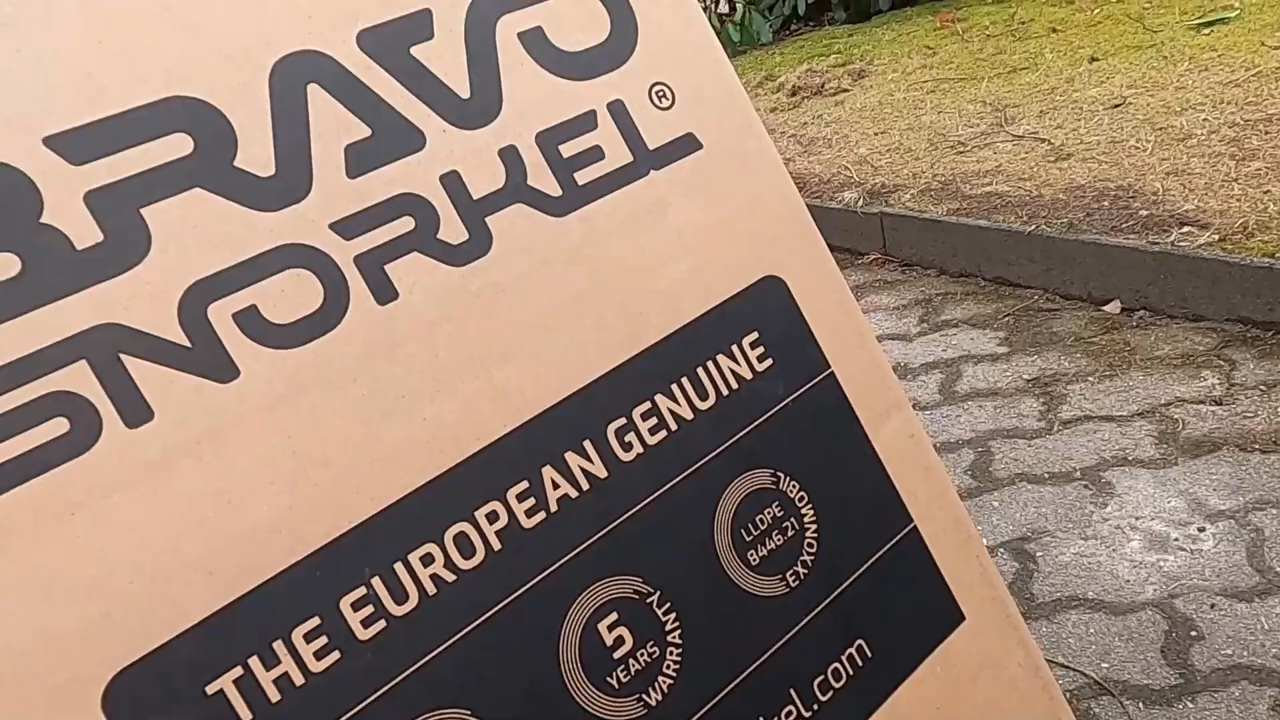 BRAVO
SNORKEL®
THE EUROPEAN GENUINE
5
YEARS
WARRANTY
LLDPE
8446.21
EXXONMOBIL
kel.com